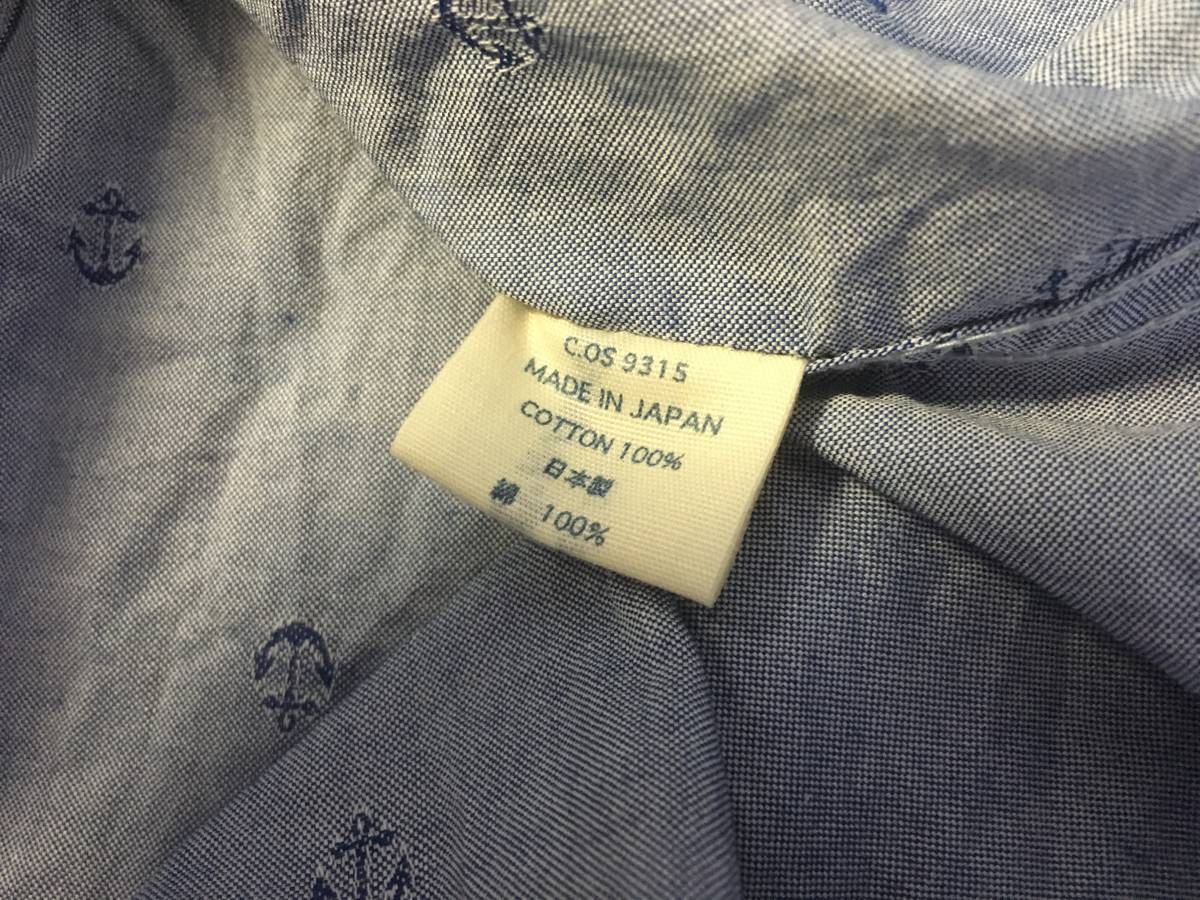 C.OS 9315
MADE IN JAPAN
COTTON 100%
日本製
綿 100%